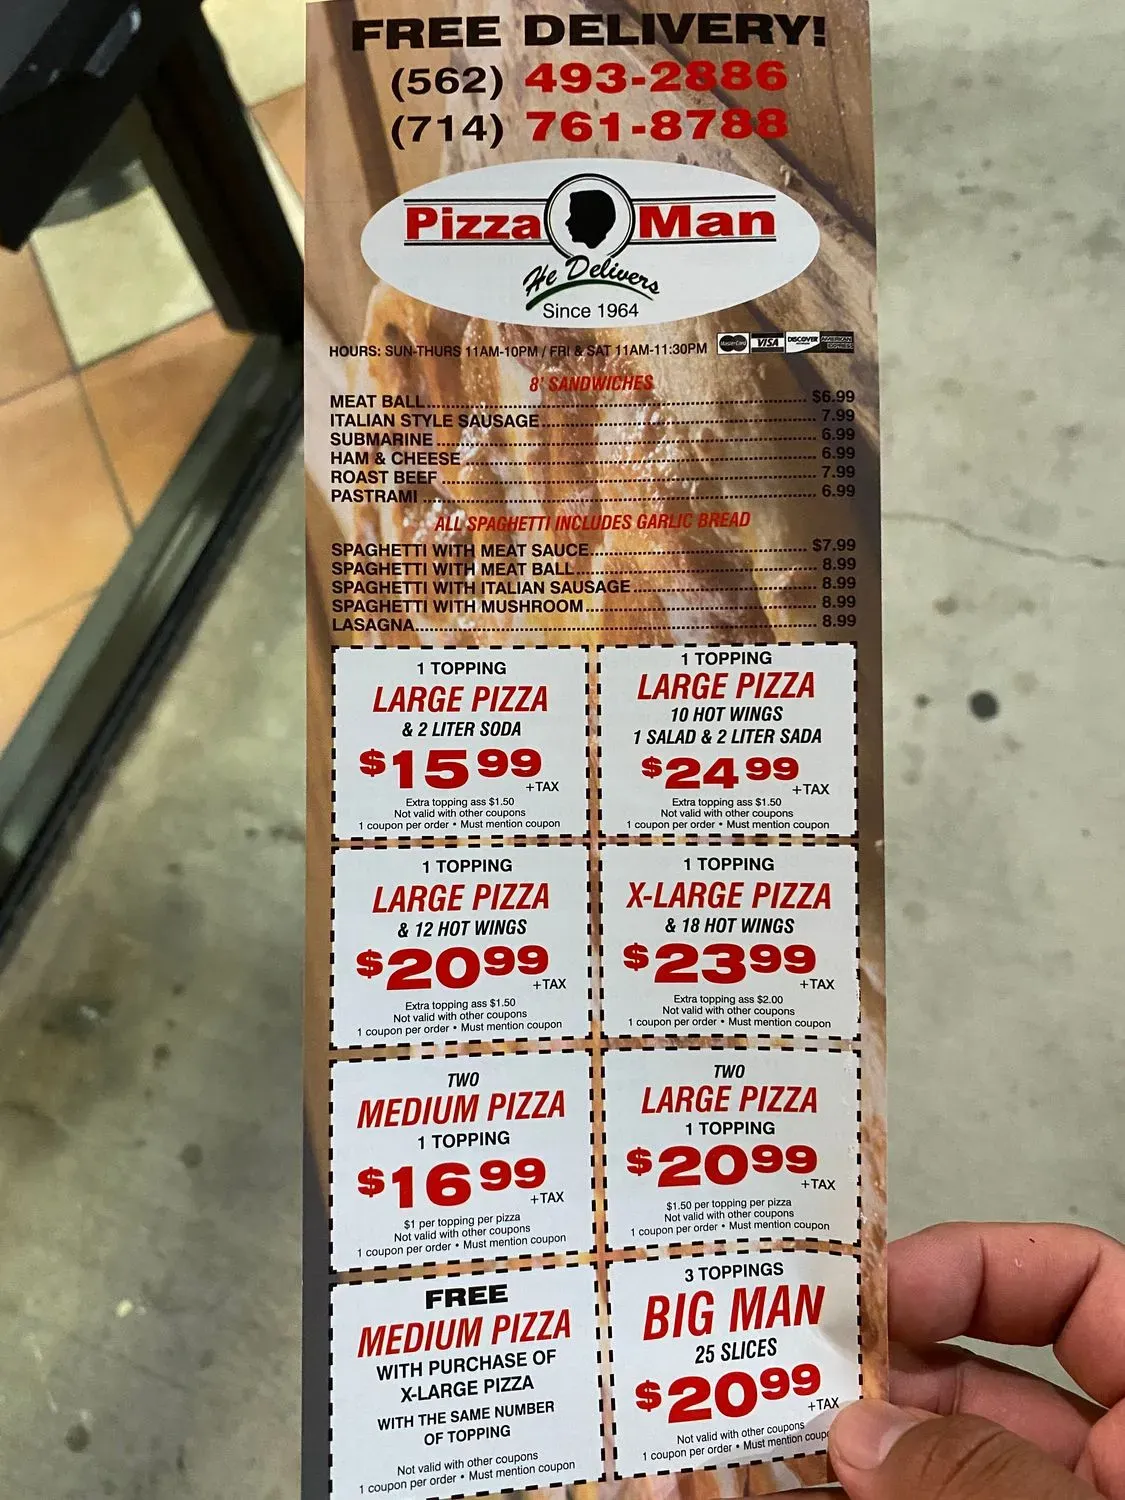 FREE DELIVERY!
(562) 493-2886
(714) 761-8788
Pizza Man
He Delivers
Since 1964
HOURS: SUN-THURS 11AM-10PM / FRI & SAT 11AM-11:30PM MasterCard VISA DISCOVER AMERICAN EXPRESS
8' SANDWICHES
MEAT BALL $6.99
ITALIAN STYLE SAUSAGE 7.99
SUBMARINE 6.99
HAM & CHEESE 6.99
ROAST BEEF 7.99
PASTRAMI 6.99
ALL SPAGHETTI INCLUDES GARLIC BREAD
SPAGHETTI WITH MEAT SAUCE $7.99
SPAGHETTI WITH MEAT BALL 8.99
SPAGHETTI WITH ITALIAN SAUSAGE 8.99
SPAGHETTI WITH MUSHROOM 8.99
LASAGNA 8.99
1 TOPPING
LARGE PIZZA
& 2 LITER SODA
$15.99
+TAX
Extra topping ass $1.50
Not valid with other coupons
1 coupon per order • Must mention coupon
1 TOPPING
LARGE PIZZA
10 HOT WINGS
1 SALAD & 2 LITER SADA
$24.99
+TAX
Extra topping ass $1.50
Not valid with other coupons
1 coupon per order • Must mention coupon
1 TOPPING
LARGE PIZZA
& 12 HOT WINGS
$20.99
+TAX
Extra topping ass $1.50
Not valid with other coupons
1 coupon per order • Must mention coupon
1 TOPPING
X-LARGE PIZZA
& 18 HOT WINGS
$23.99
+TAX
Extra topping ass $2.00
Not valid with other coupons
1 coupon per order • Must mention coupon
TWO
MEDIUM PIZZA
1 TOPPING
$16.99
+TAX
$1 per topping per pizza
Not valid with other coupons
1 coupon per order • Must mention coupon
TWO
LARGE PIZZA
1 TOPPING
$20.99
+TAX
$1.50 per topping per pizza
Not valid with other coupons
1 coupon per order • Must mention coupon
FREE
MEDIUM PIZZA
WITH PURCHASE OF
X-LARGE PIZZA
WITH THE SAME NUMBER
OF TOPPING
Not valid with other coupons
1 coupon per order • Must mention coupon
3 TOPPINGS
BIG MAN
25 SLICES
$20.99
+TAX
Not valid with other coupons
1 coupon per order • Must mention coupo